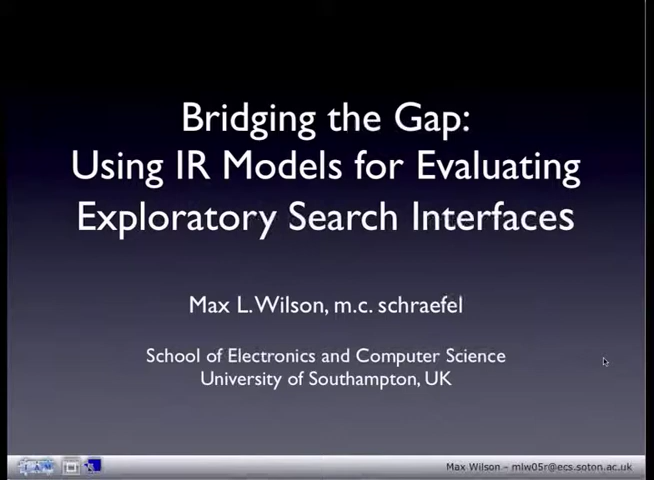 Bridging the Gap:
Using IR Models for Evaluating
Exploratory Search Interfaces
Max L. Wilson, m.c. schraefel
School of Electronics and Computer Science
University of Southampton, UK
Max Wilson – mlw05r@ecs.soton.ac.uk